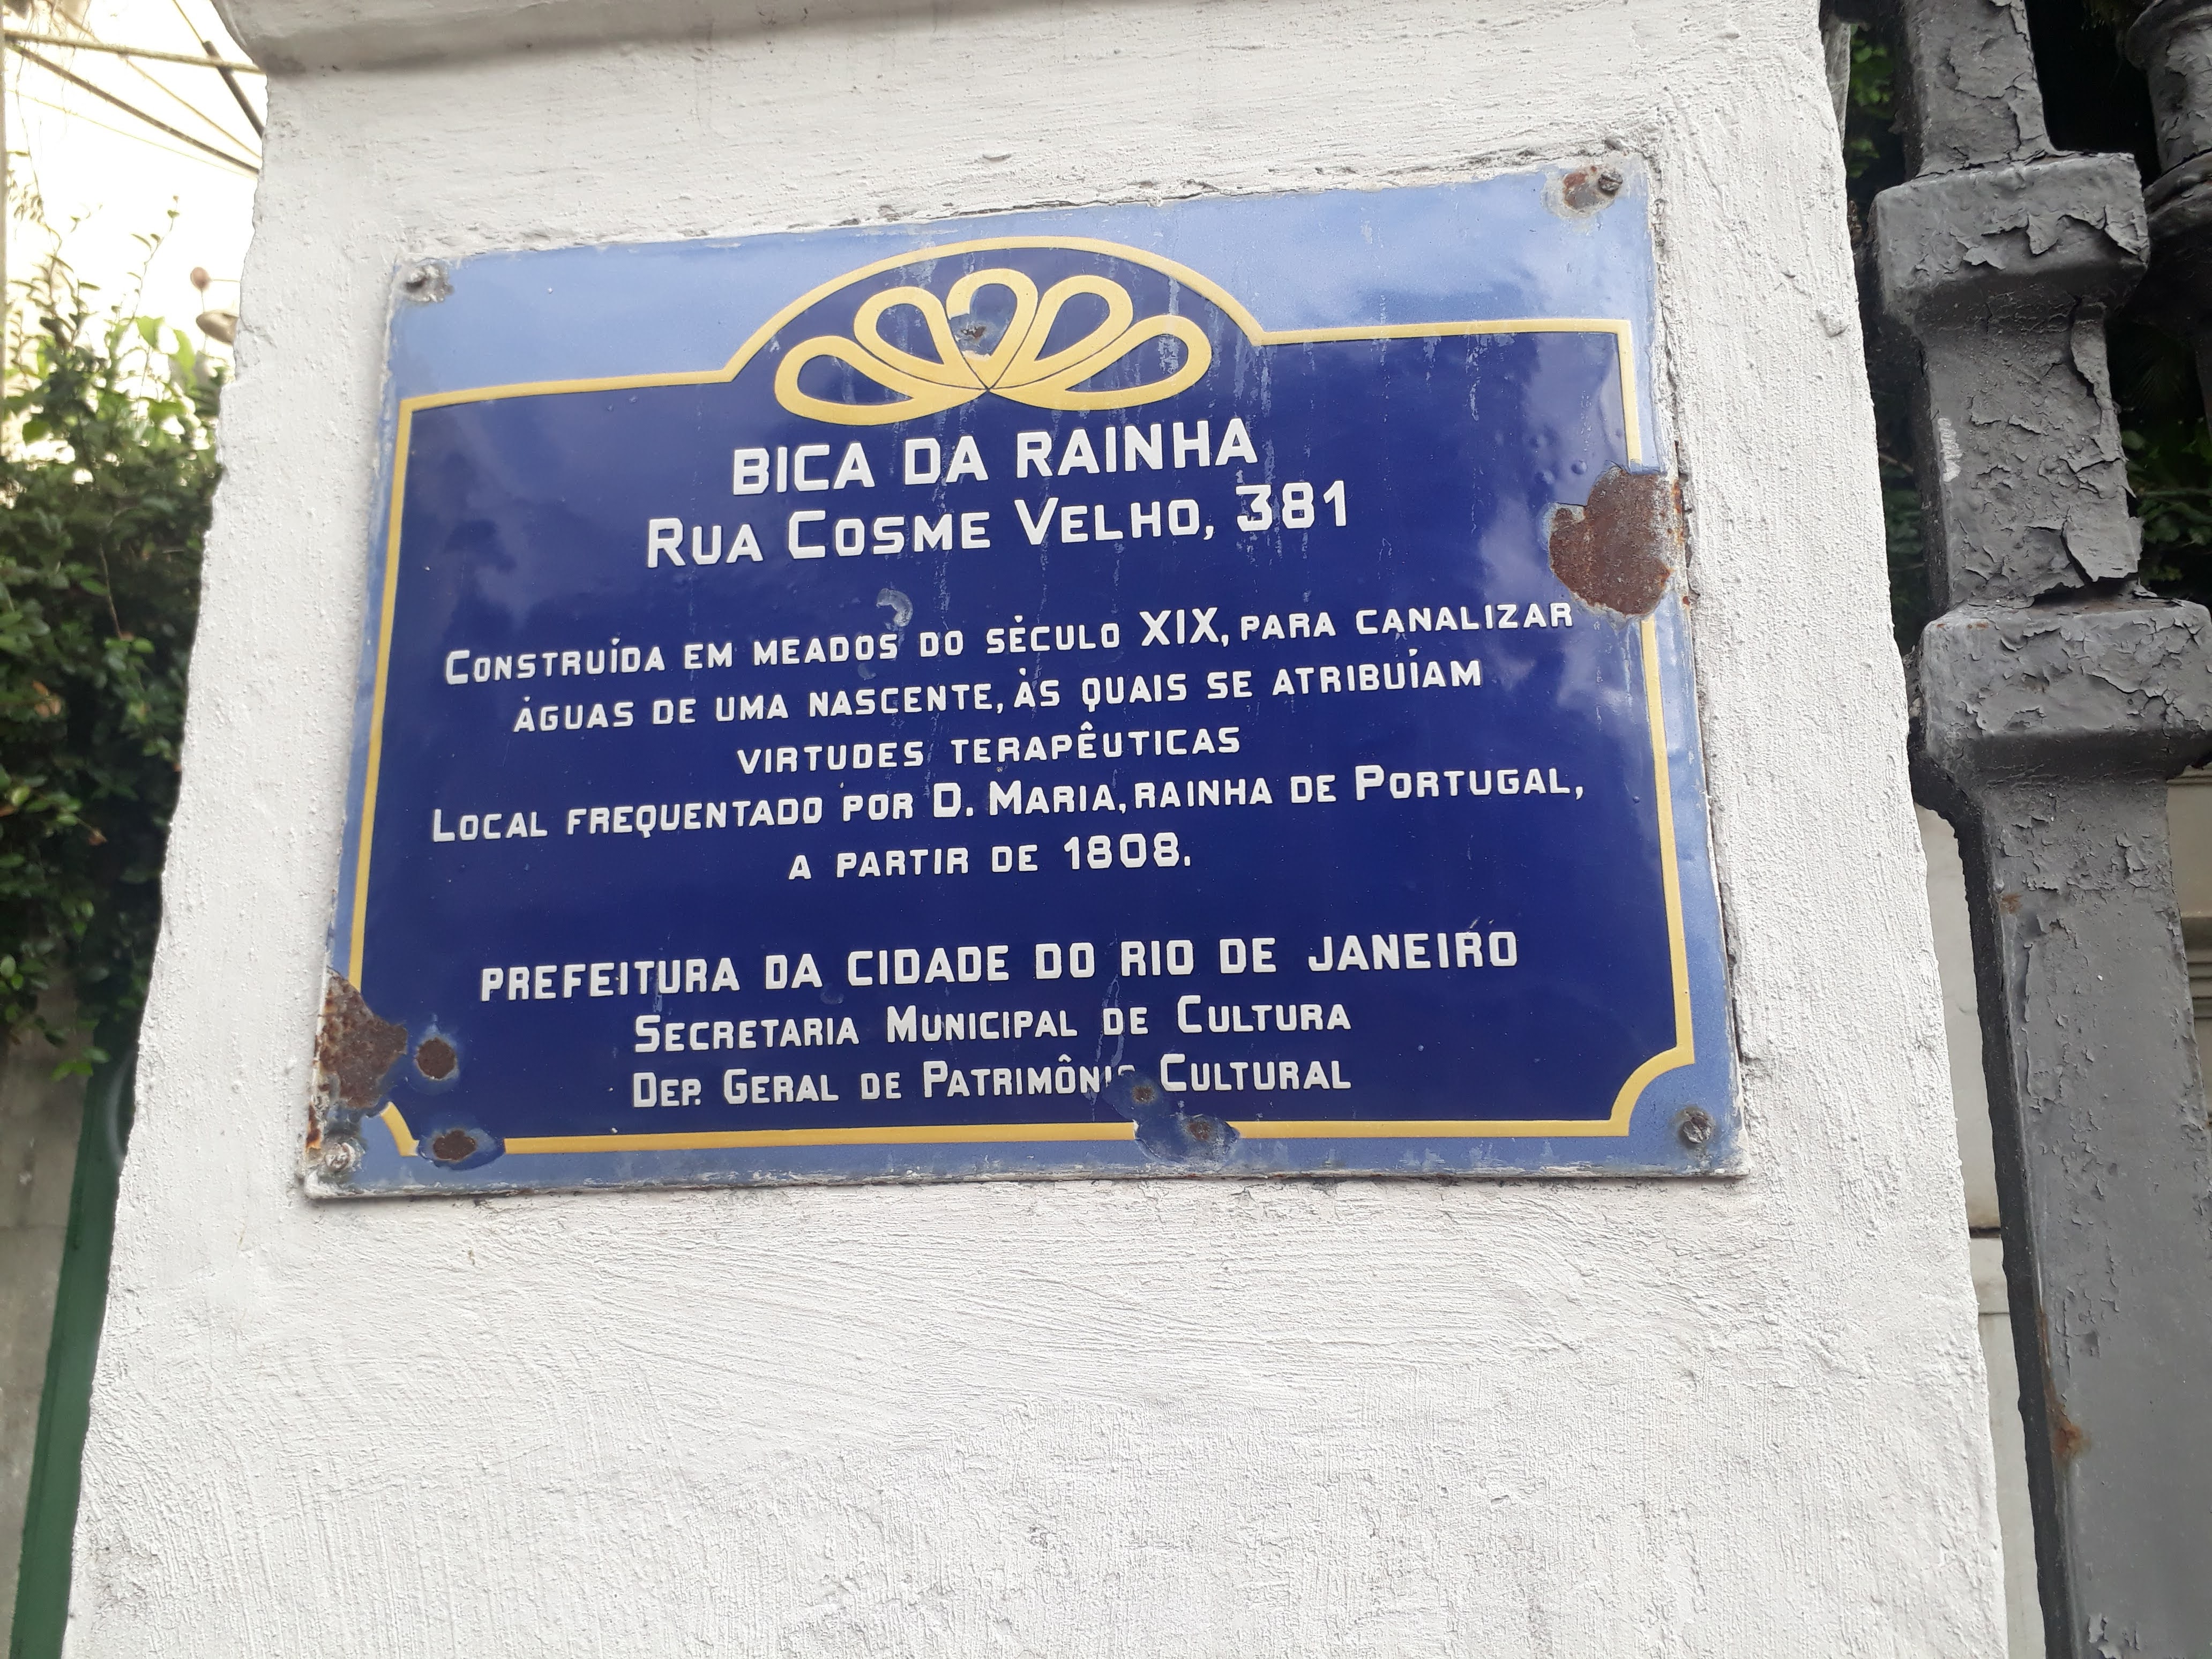 BICA DA RAINHA
RUA COSME VELHO, 381
CONSTRUÍDA EM MEADOS DO SÉCULO XIX, PARA CANALIZAR
ÁGUAS DE UMA NASCENTE, ÀS QUAIS SE ATRIBUÍAM
VIRTUDES TERAPÊUTICAS
LOCAL FREQUENTADO POR D. MARIA, RAINHA DE PORTUGAL,
A PARTIR DE 1808.
PREFEITURA DA CIDADE DO RIO DE JANEIRO
SECRETARIA MUNICIPAL DE CULTURA
DEP. GERAL DE PATRIMÔNIO CULTURAL